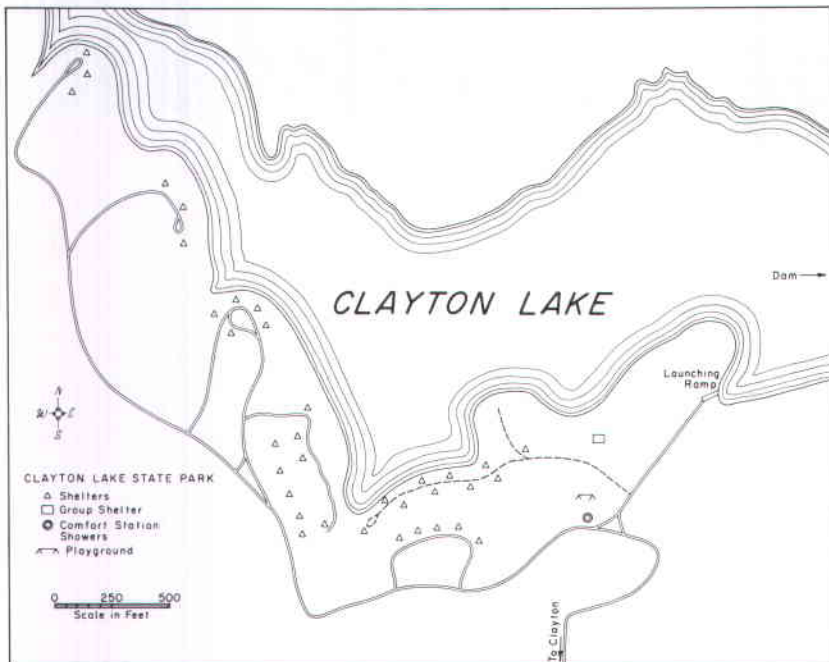 Dam
CLAYTON LAKE
Launching
Ramp
N
W E
S
CLAYTON LAKE STATE PARK
Shelters
Group Shelter
Comfort Station
Showers
Playground
0 250 500
Scale in Feet
To Clayton